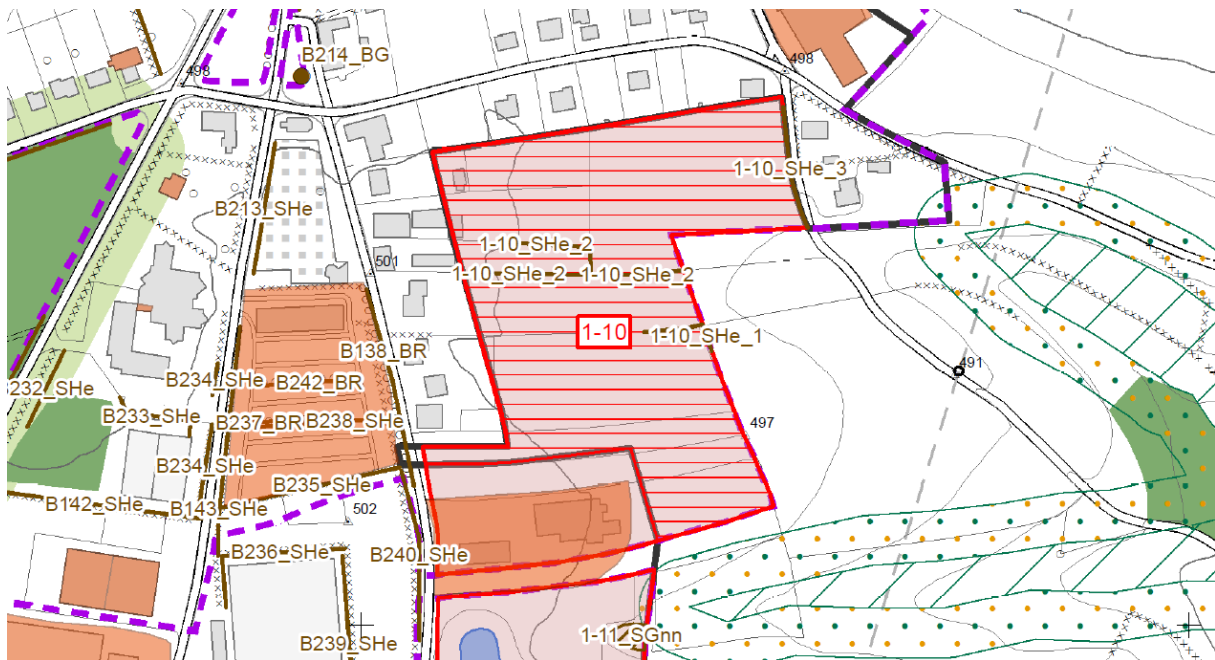 498
B214_BG
498
1-10_SHe_3
B213_SHe
1-10_SHe_2
501
1-10_SHe_2
1-10_SHe_2
1-10
1-10_SHe_1
B138_BR
491
B234_SHe
B242_BR
B232_SHe
B233_SHe
B237_BR
B238_SHe
497
B234_SHe
B235_SHe
B142_SHe
B143_SHe
502
B236_SHe
B240_SHe
B239_SHe
1-11_SGnn